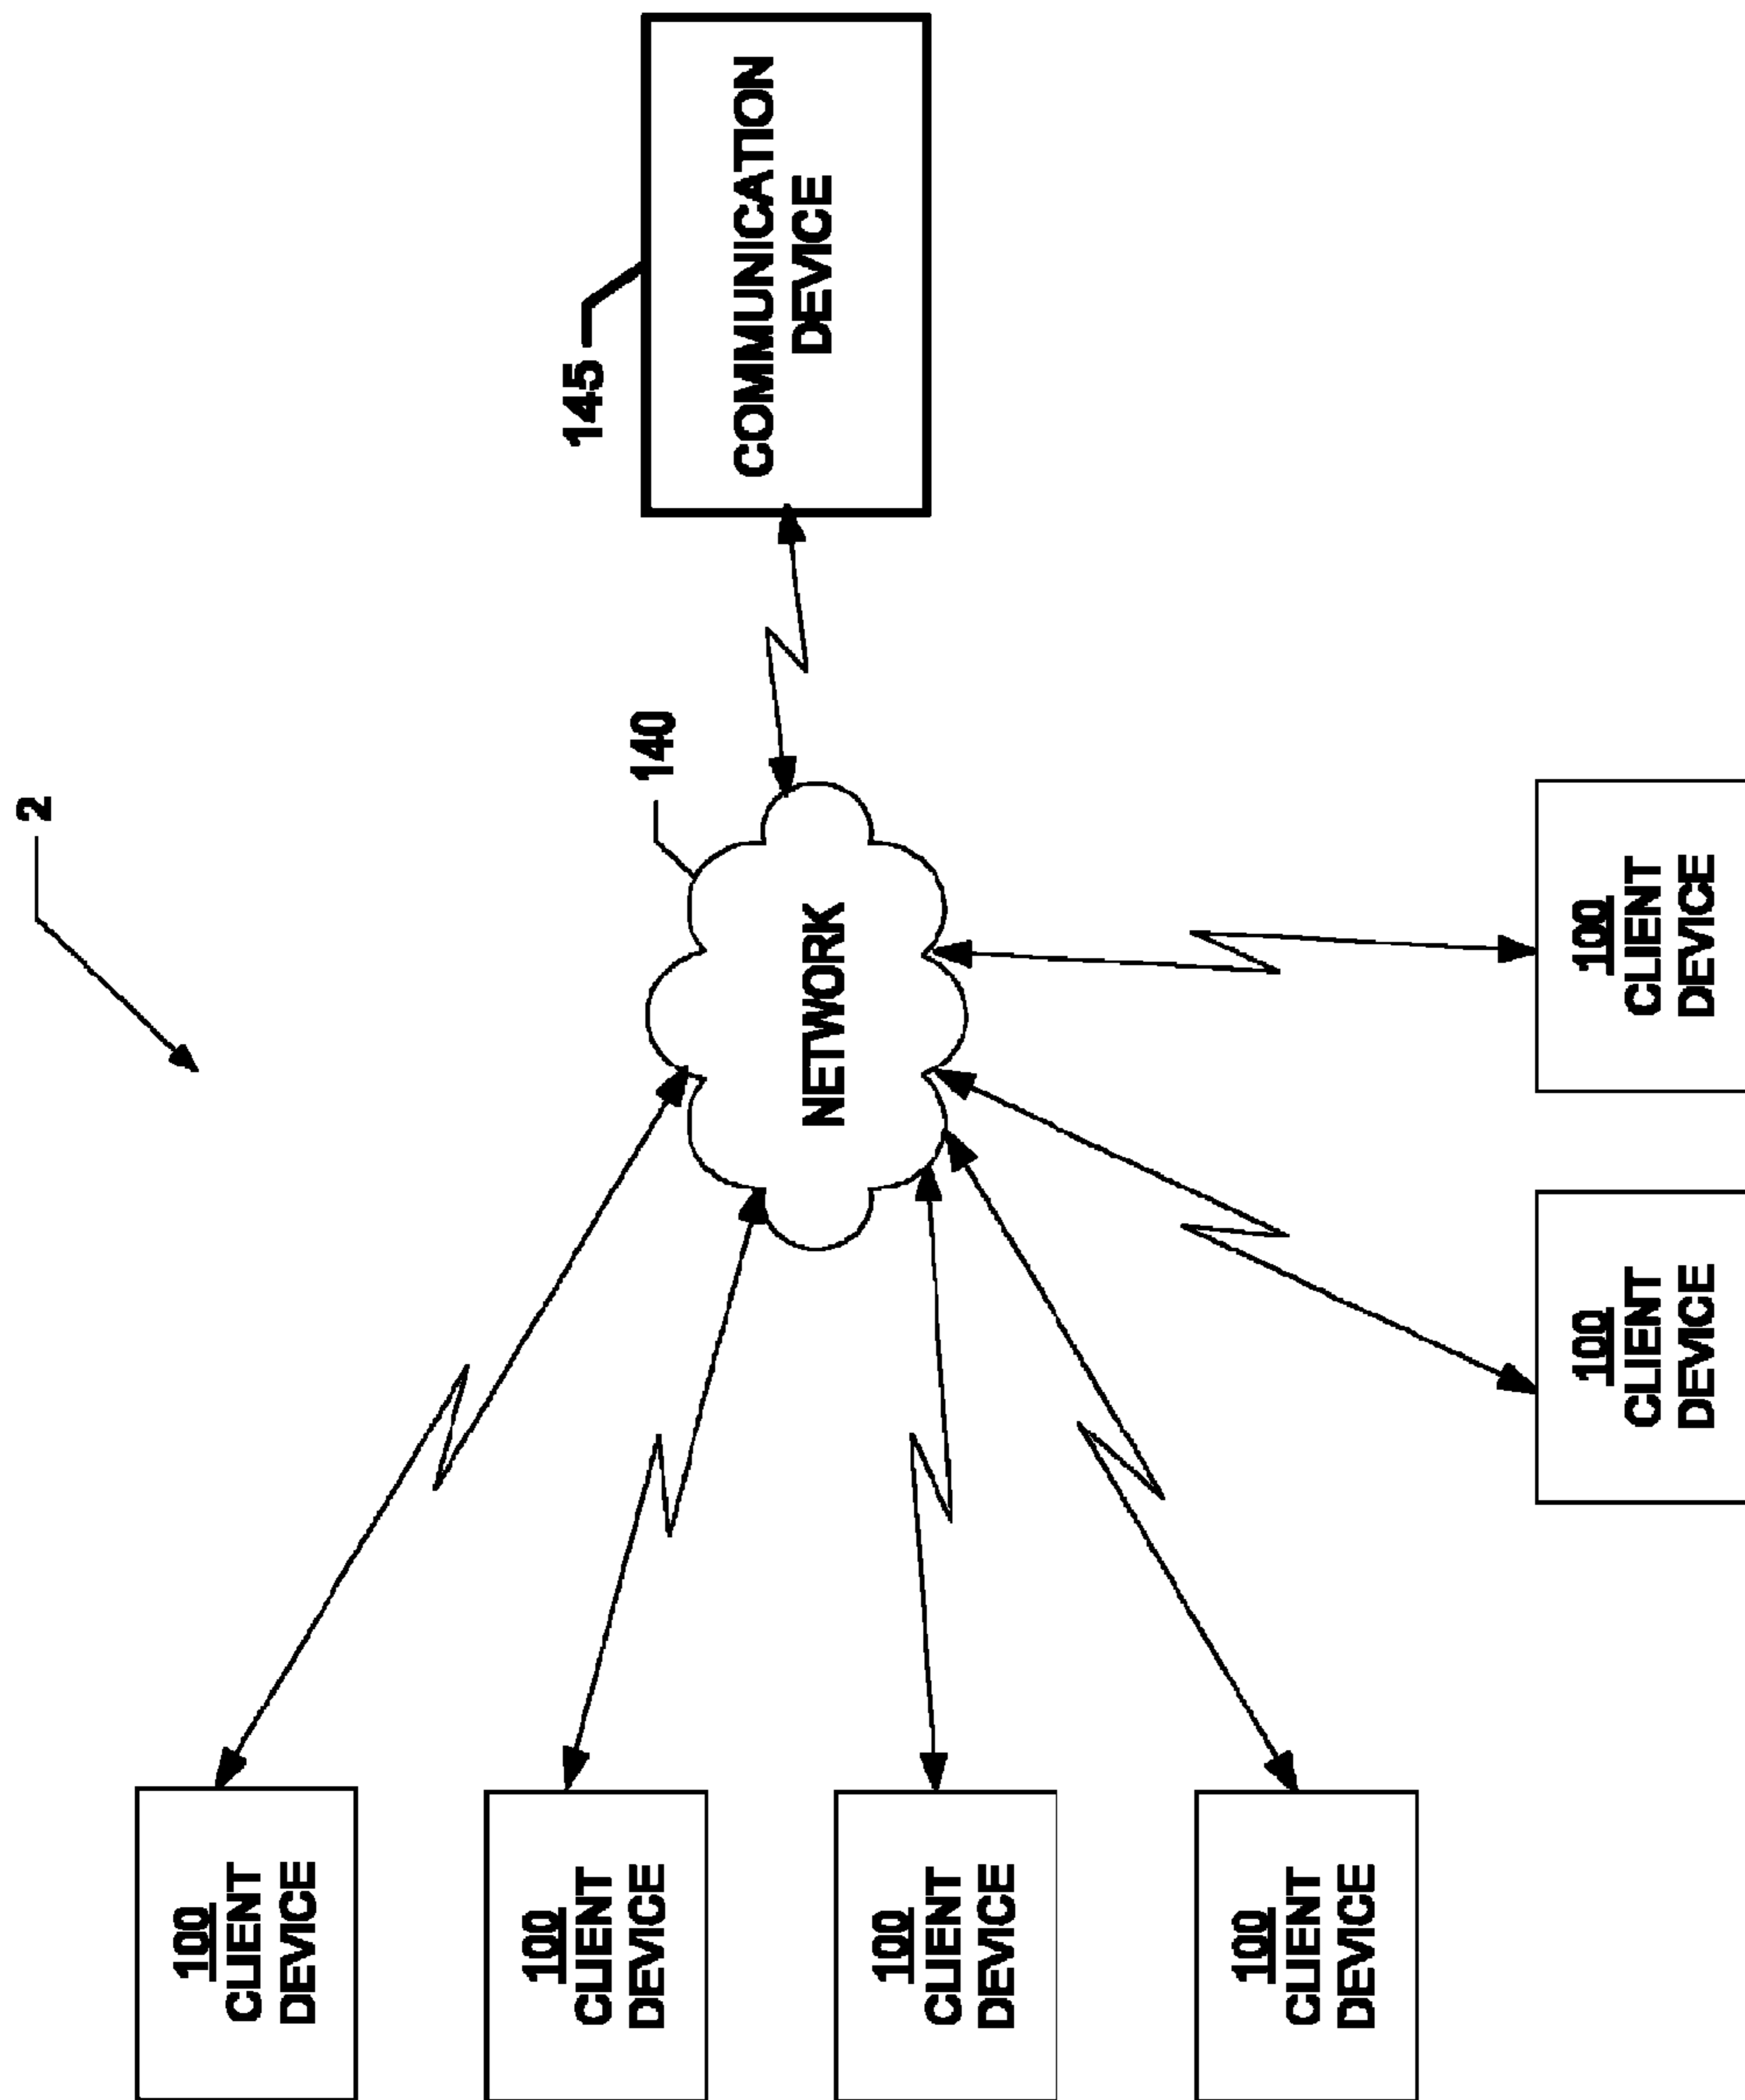 2
145
COMMUNICATION
DEVICE
140
NETWORK
100
CLIENT
DEVICE
100
CLIENT
DEVICE
100
CLIENT
DEVICE
100
CLIENT
DEVICE
100
CLIENT
DEVICE
100
CLIENT
DEVICE